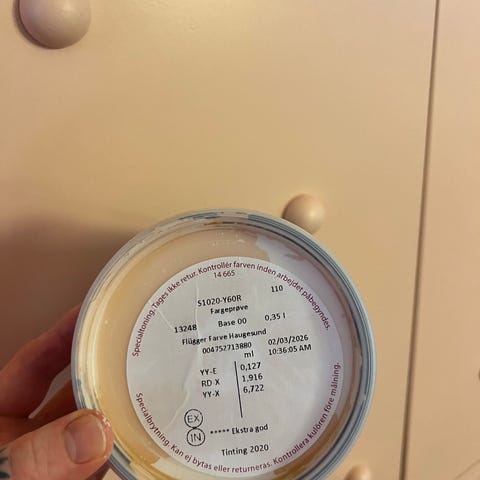 Specialtoning. Tages ikke retur. Kontrollér farven inden arbejdet påbegyndes.
14 665
110
S1020-Y60R
Fargeprøve
13248 Base 00 0,35 l
Flügger Farve Haugesund
004752713880 02/03/2026
ml 10:36:05 AM
YY-E 0,127
RD X 1,916
YY-X 6,722
EX
IN
***** Ekstra god
Tinting 2020
Specialbrytning. Kan ej bytas eller returneras. Kontrollera kulören före målning.